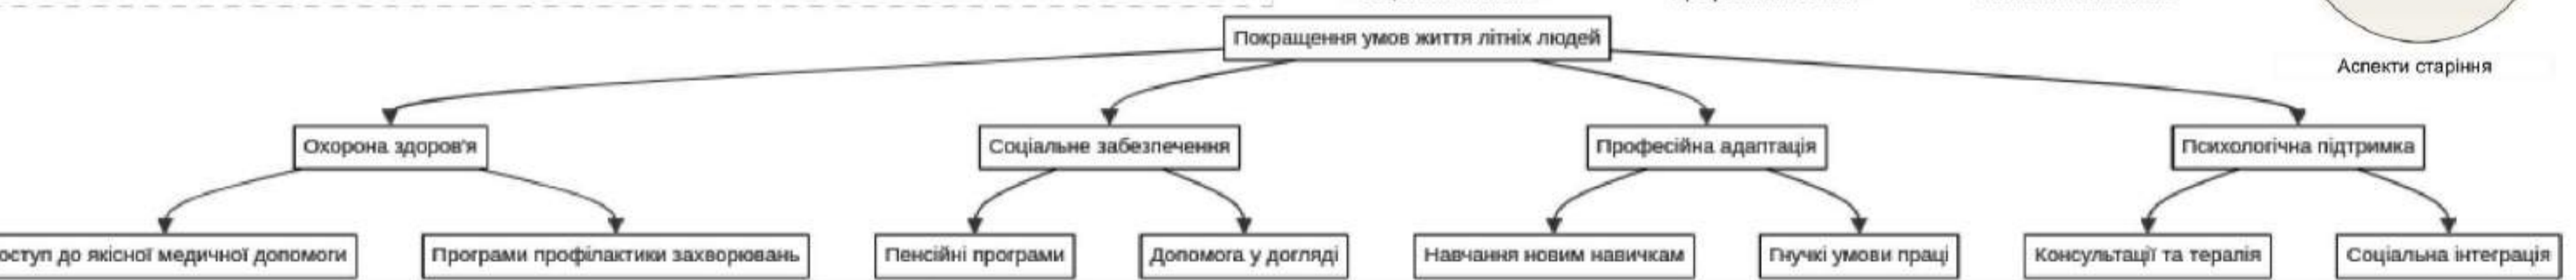 Покращення умов життя літніх людей
Аспекти старіння
Охорона здоров'я
Соціальне забезпечення
Професійна адаптація
Психологічна підтримка
оступ до якісної медичної допомоги
Програми профілактики захворювань
Пенсійні програми
Допомога у догляді
Навчання новим навичкам
Гнучкі умови праці
Консультації та терапія
Соціальна інтеграція